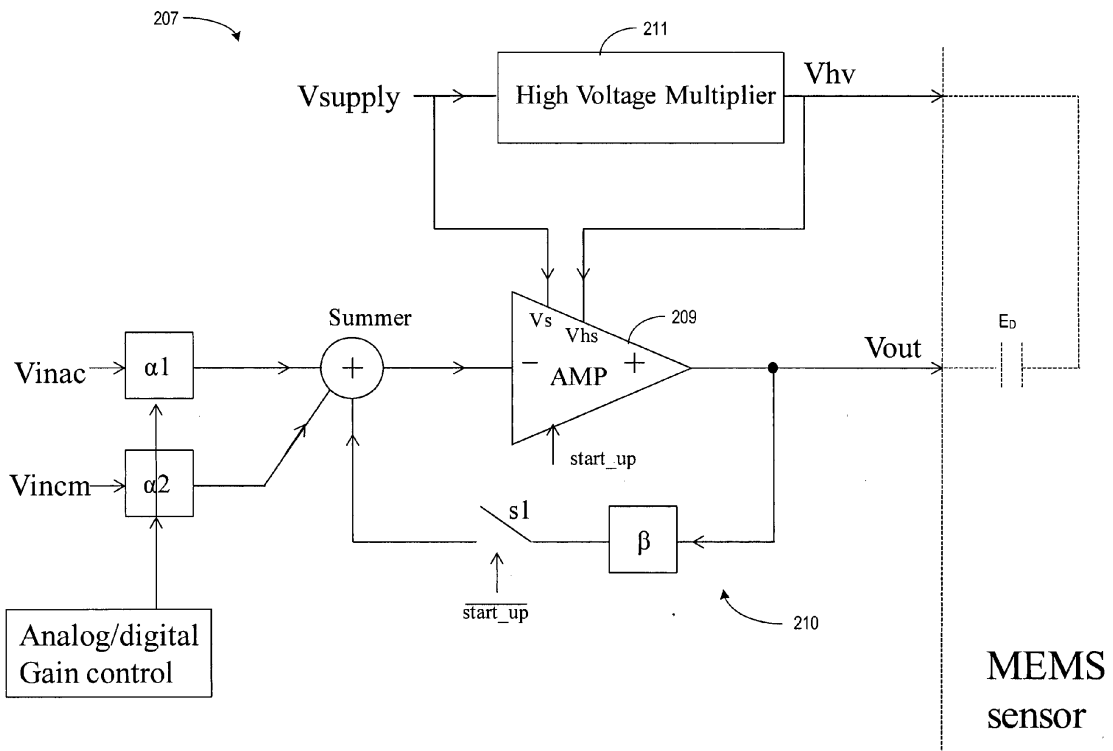 207
211
Vsupply
High Voltage Multiplier
Vhv
Summer
Vs
Vhs
209
E_D
Vinac
α1
+
−
+
AMP
Vout
start_up
Vincm
α2
s1
β
start_up
210
Analog/digital
Gain control
MEMS
sensor